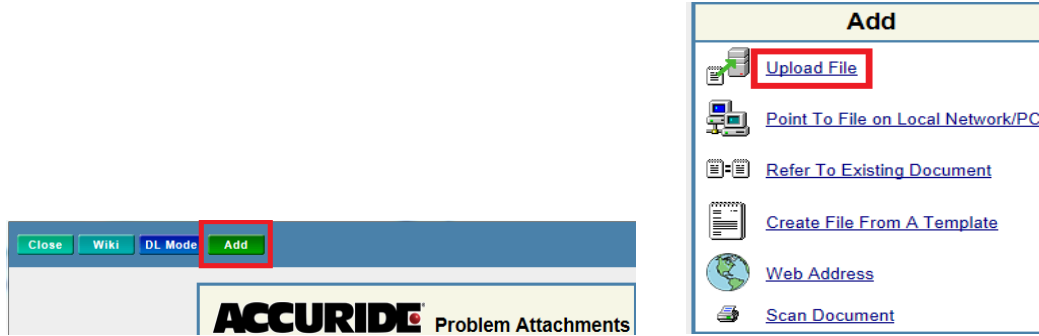 Close Wiki DL Mode Add
ACCURIDE Problem Attachments
Add
Upload File
Point To File on Local Network/PC
Refer To Existing Document
Create File From A Template
Web Address
Scan Document